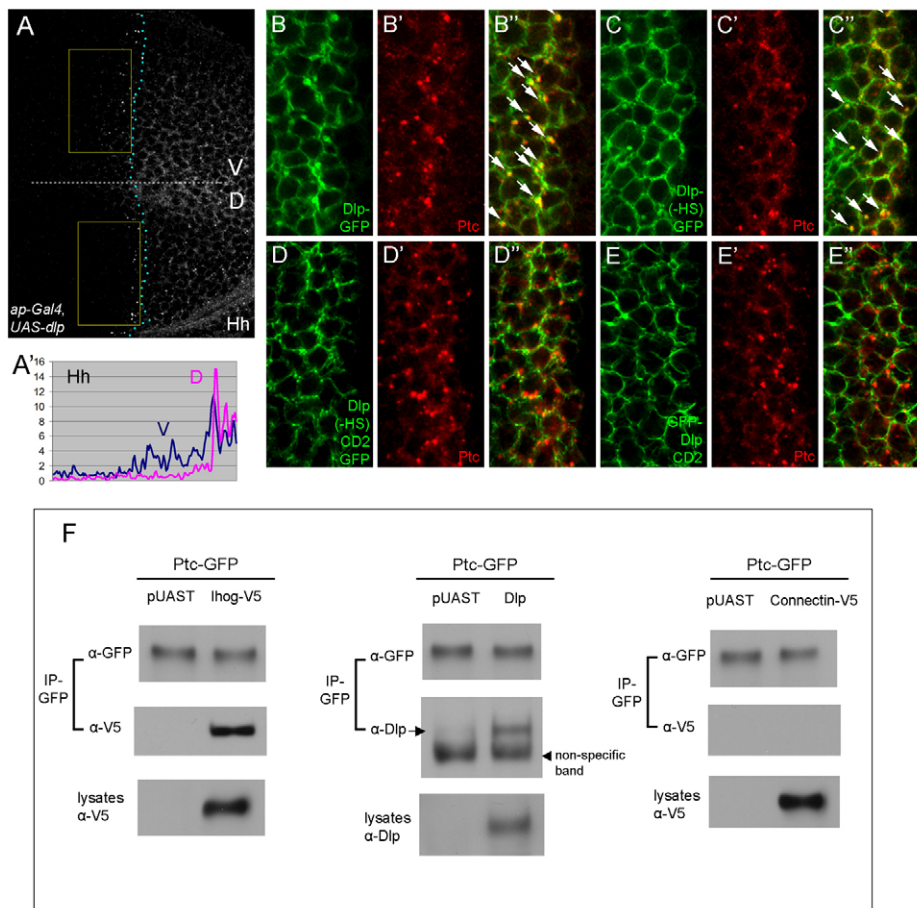 A
V
D
ap-Gal4,
UAS-dlp
Hh
A'
Hh
D
V
16
14
12
10
8
6
4
2
0
B
Dlp-
GFP
B'
Ptc
B''
C
Dlp-
(-HS)
GFP
C'
Ptc
C''
D
Dlp
(-HS)
CD2
GFP
D'
Ptc
D''
E
GFP-
Dlp
CD2
E'
Ptc
E''
F
Ptc-GFP
pUAST Ihog-V5
IP-
GFP
α-GFP
α-V5
lysates
α-V5
Ptc-GFP
pUAST Dlp
IP-
GFP
α-GFP
α-Dlp
non-specific
band
lysates
α-Dlp
Ptc-GFP
pUAST Connectin-V5
IP-
GFP
α-GFP
α-V5
lysates
α-V5